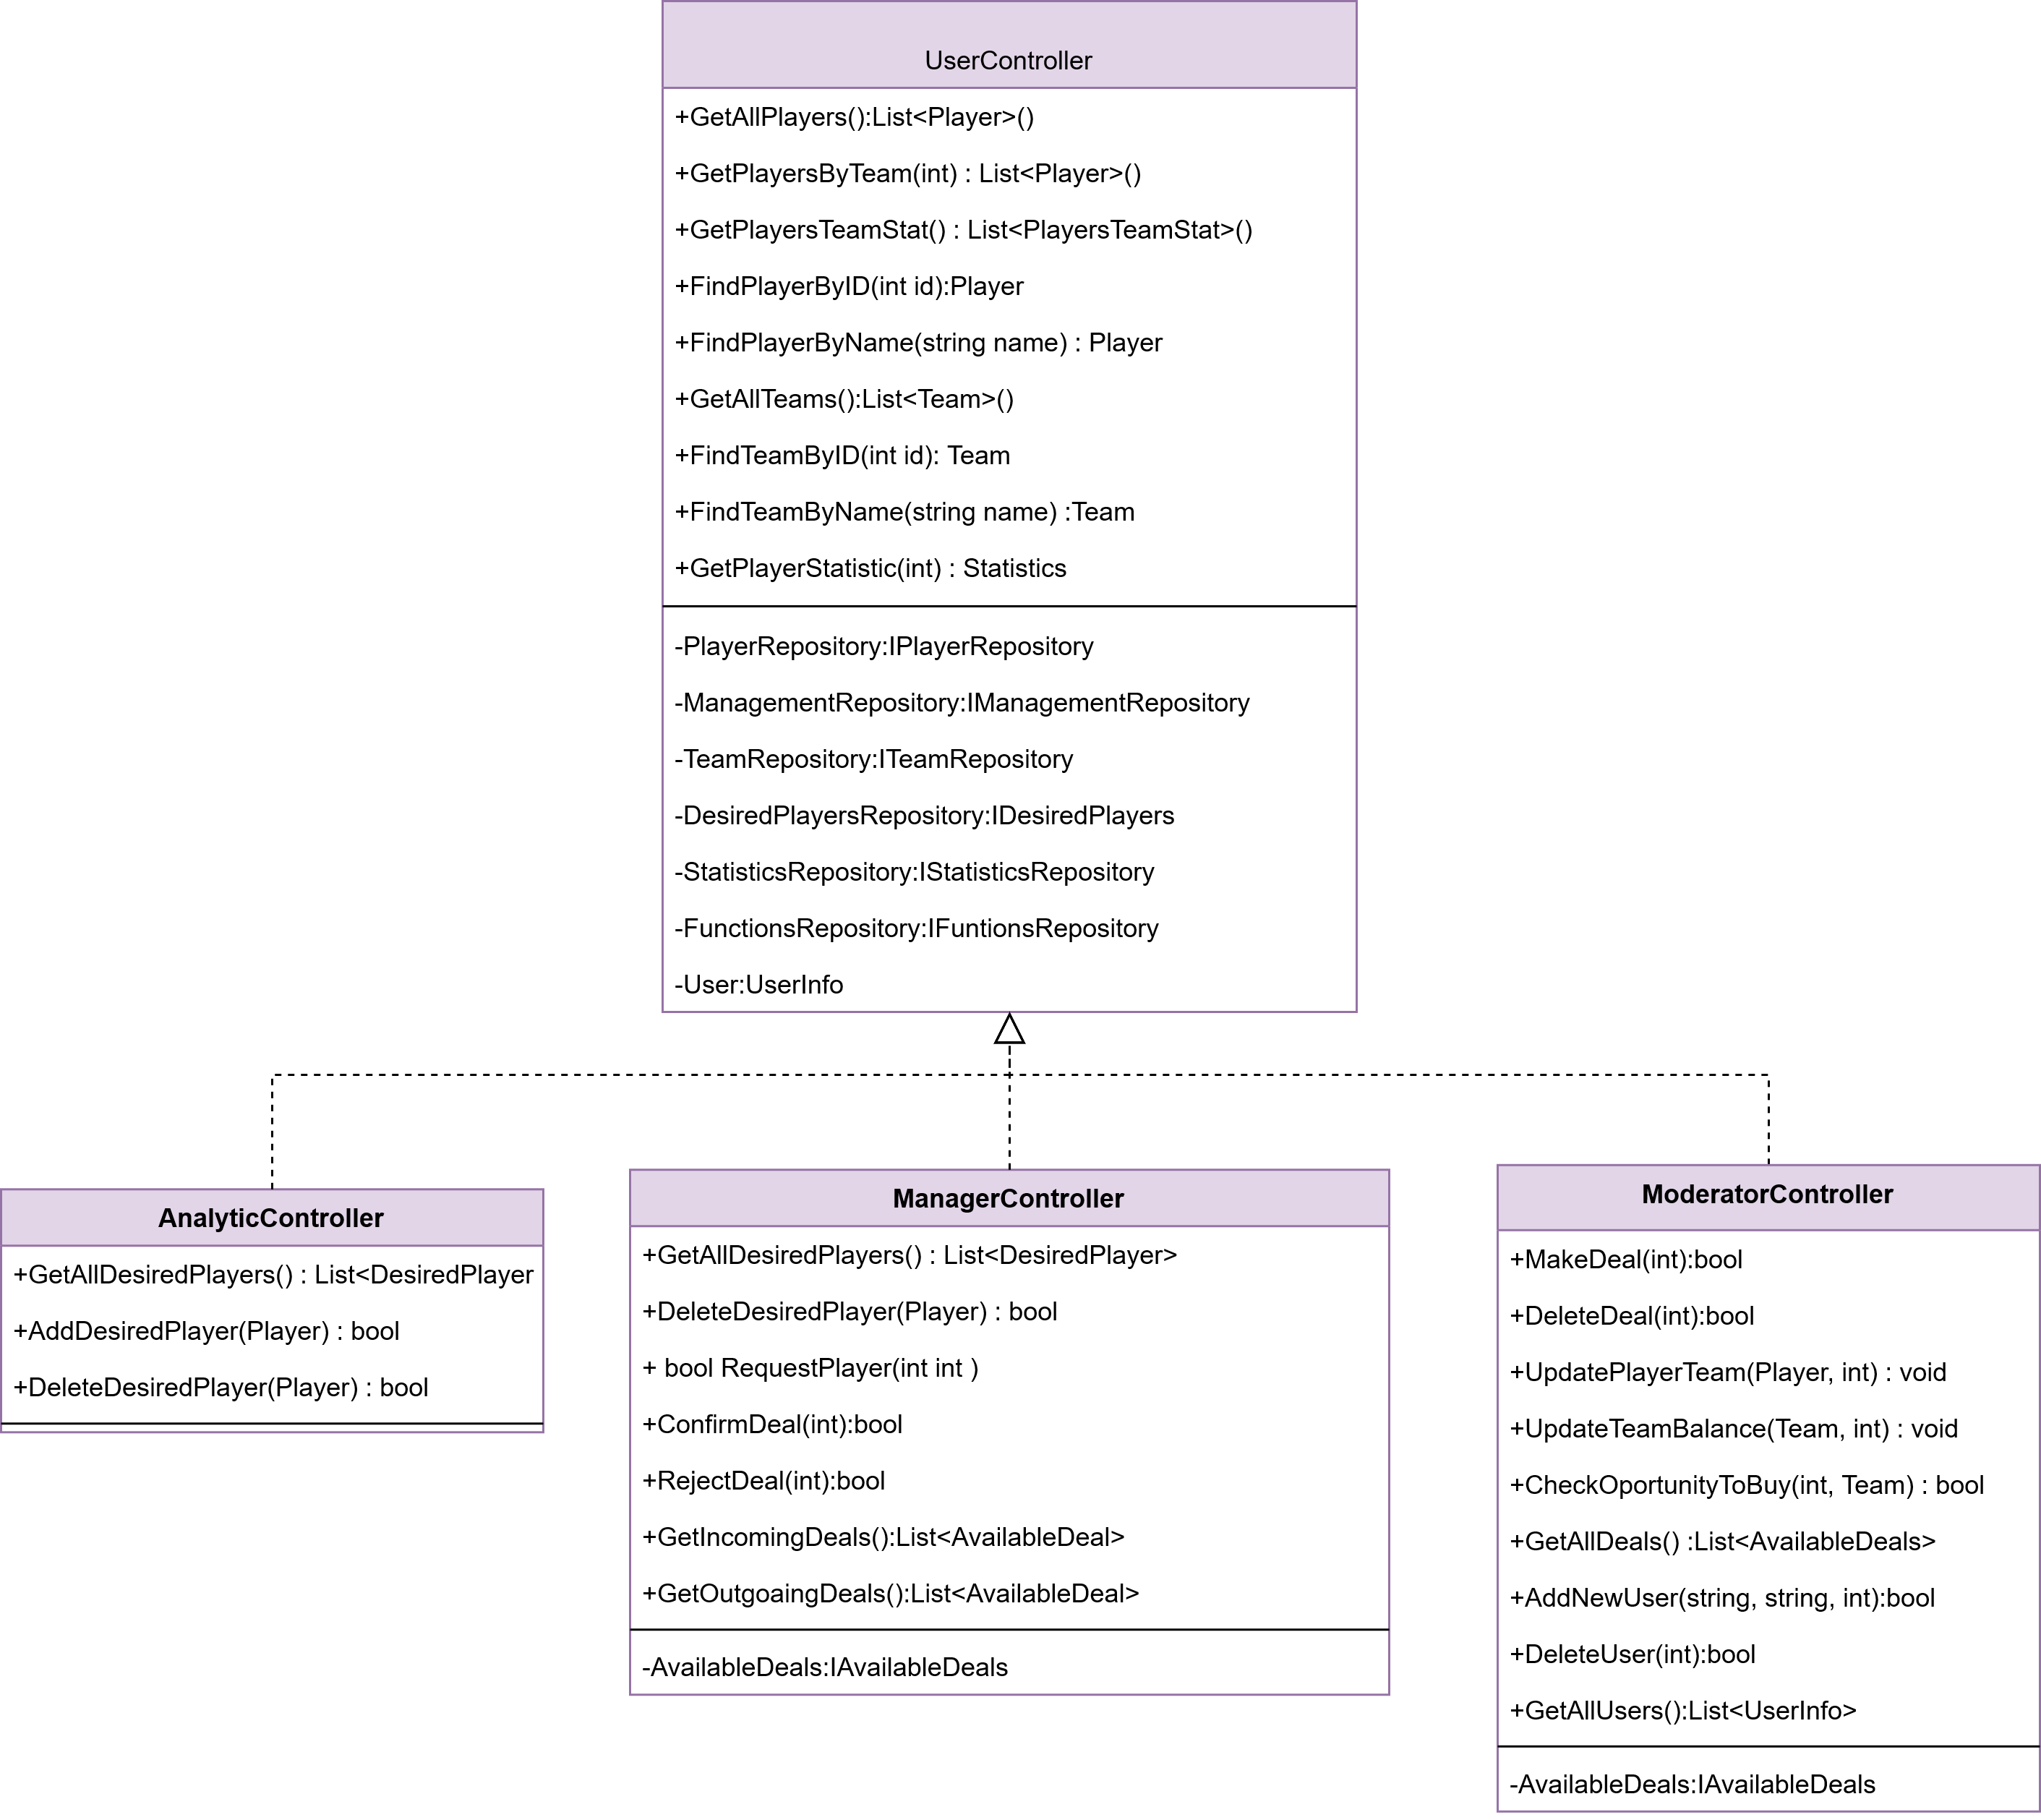 UserController
+GetAllPlayers():List<Player>()
+GetPlayersByTeam(int) : List<Player>()
+GetPlayersTeamStat() : List<PlayersTeamStat>()
+FindPlayerByID(int id):Player
+FindPlayerByName(string name) : Player
+GetAllTeams():List<Team>()
+FindTeamByID(int id): Team
+FindTeamByName(string name) :Team
+GetPlayerStatistic(int) : Statistics
-PlayerRepository:IPlayerRepository
-ManagementRepository:IManagementRepository
-TeamRepository:ITeamRepository
-DesiredPlayersRepository:IDesiredPlayers
-StatisticsRepository:IStatisticsRepository
-FunctionsRepository:IFuntionsRepository
-User:UserInfo
AnalyticController
+GetAllDesiredPlayers() : List<DesiredPlayer
+AddDesiredPlayer(Player) : bool
+DeleteDesiredPlayer(Player) : bool
ManagerController
+GetAllDesiredPlayers() : List<DesiredPlayer>
+DeleteDesiredPlayer(Player) : bool
+ bool RequestPlayer(int int )
+ConfirmDeal(int):bool
+RejectDeal(int):bool
+GetIncomingDeals():List<AvailableDeal>
+GetOutgoaingDeals():List<AvailableDeal>
-AvailableDeals:IAvailableDeals
ModeratorController
+MakeDeal(int):bool
+DeleteDeal(int):bool
+UpdatePlayerTeam(Player, int) : void
+UpdateTeamBalance(Team, int) : void
+CheckOportunityToBuy(int, Team) : bool
+GetAllDeals() :List<AvailableDeals>
+AddNewUser(string, string, int):bool
+DeleteUser(int):bool
+GetAllUsers():List<UserInfo>
-AvailableDeals:IAvailableDeals